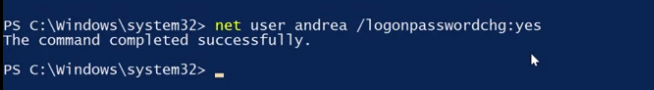 PS C:\Windows\system32> net user andrea /logonpasswordchg:yes
The command completed successfully.
PS C:\Windows\system32> _